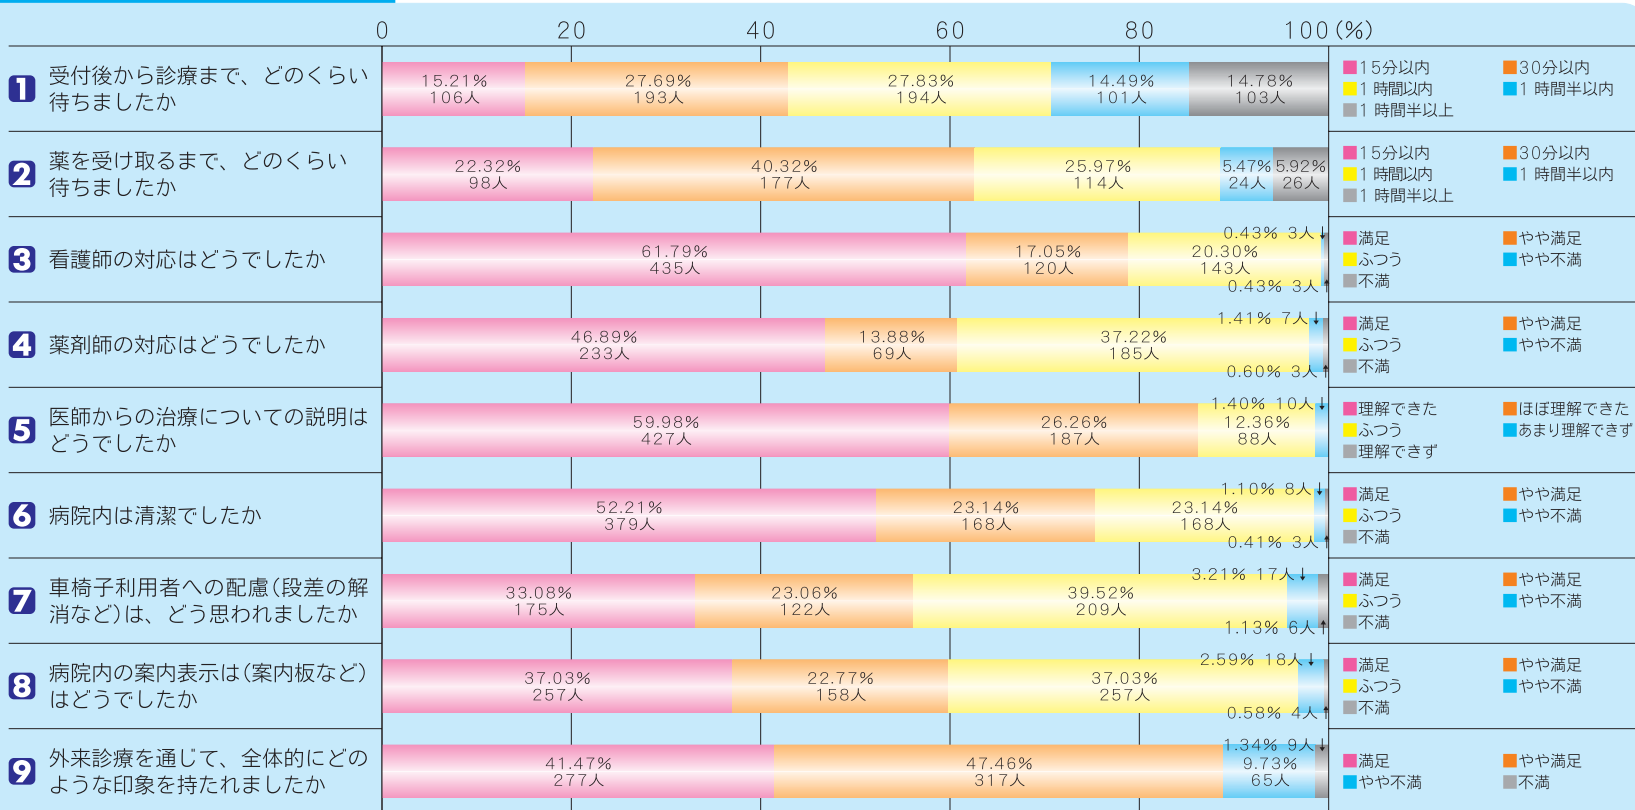 0 20 40 60 80 100 (%)
1 受付後から診療まで、どのくらい
待ちましたか
15.21% 27.69% 27.83% 14.49% 14.78%
106人 193人 194人 101人 103人
15分以内 30分以内
1 時間以内 1 時間半以内
1 時間半以上
2 薬を受け取るまで、どのくらい
待ちましたか
22.32% 40.32% 25.97% 5.47% 5.92%
98人 177人 114人 24人 26人
15分以内 30分以内
1 時間以内 1 時間半以内
1 時間半以上
3 看護師の対応はどうでしたか
0.43% 3人↓
61.79% 17.05% 20.30%
435人 120人 143人
0.43% 3人↑
満足 やや満足
ふつう やや不満
不満
4 薬剤師の対応はどうでしたか
1.41% 7人↓
46.89% 13.88% 37.22%
233人 69人 185人
0.60% 3人↑
満足 やや満足
ふつう やや不満
不満
5 医師からの治療についての説明は
どうでしたか
1.40% 10人↓
59.98% 26.26% 12.36%
427人 187人 88人
理解できた ほぼ理解できた
ふつう あまり理解できず
理解できず
6 病院内は清潔でしたか
1.10% 8人↓
52.21% 23.14% 23.14%
379人 168人 168人
0.41% 3人↑
満足 やや満足
ふつう やや不満
不満
7 車椅子利用者への配慮(段差の解
消など)は、どう思われましたか
3.21% 17人↓
33.08% 23.06% 39.52%
175人 122人 209人
1.13% 6人↑
満足 やや満足
ふつう やや不満
不満
8 病院内の案内表示は(案内板など)
はどうでしたか
2.59% 18人↓
37.03% 22.77% 37.03%
257人 158人 257人
0.58% 4人↑
満足 やや満足
ふつう やや不満
不満
9 外来診療を通じて、全体的にどの
ような印象を持たれましたか
1.34% 9人↓
41.47% 47.46% 9.73%
277人 317人 65人
満足 やや満足
やや不満 不満